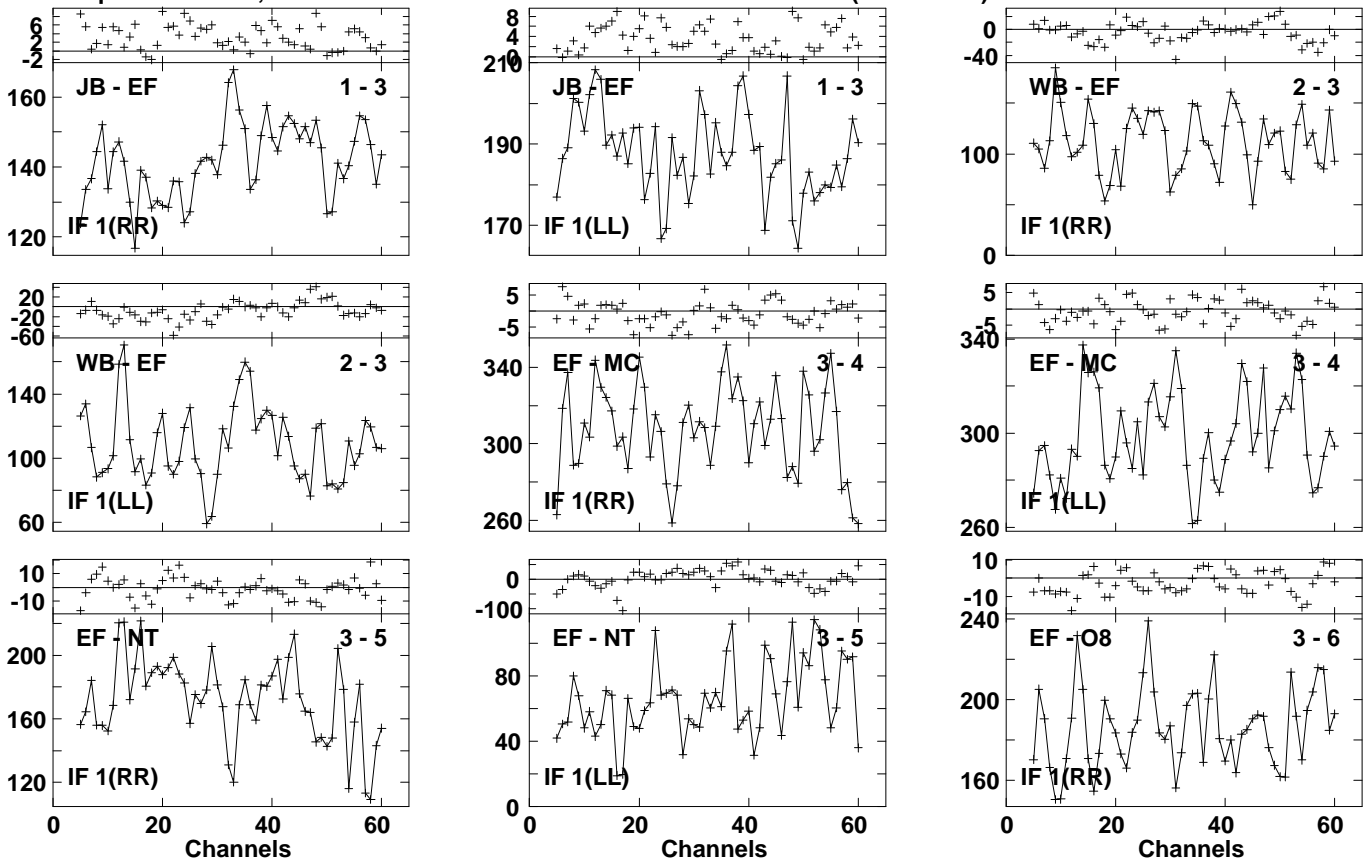 6 4 2 2 -2
8 4 0
0 -40
JB - EF 1 - 3
160 140 120
IF 1(RR)
JB - EF 1 - 3
210 190 170
IF 1(LL)
WB - EF 2 - 3
100 0
IF 1(RR)
20 -20 -60
5 -5
5 -5
WB - EF 2 - 3
140 100 60
IF 1(LL)
EF - MC 3 - 4
340 300 260
IF 1(RR)
EF - MC 3 - 4
340 300 260
IF 1(LL)
10 -10
0 -100
10 -10
EF - NT 3 - 5
200 160 120
IF 1(RR)
EF - NT 3 - 5
80 40 0
IF 1(LL)
EF - O8 3 - 6
240 200 160
IF 1(RR)
0 20 40 60
0 20 40 60
0 20 40 60
Channels
Channels
Channels